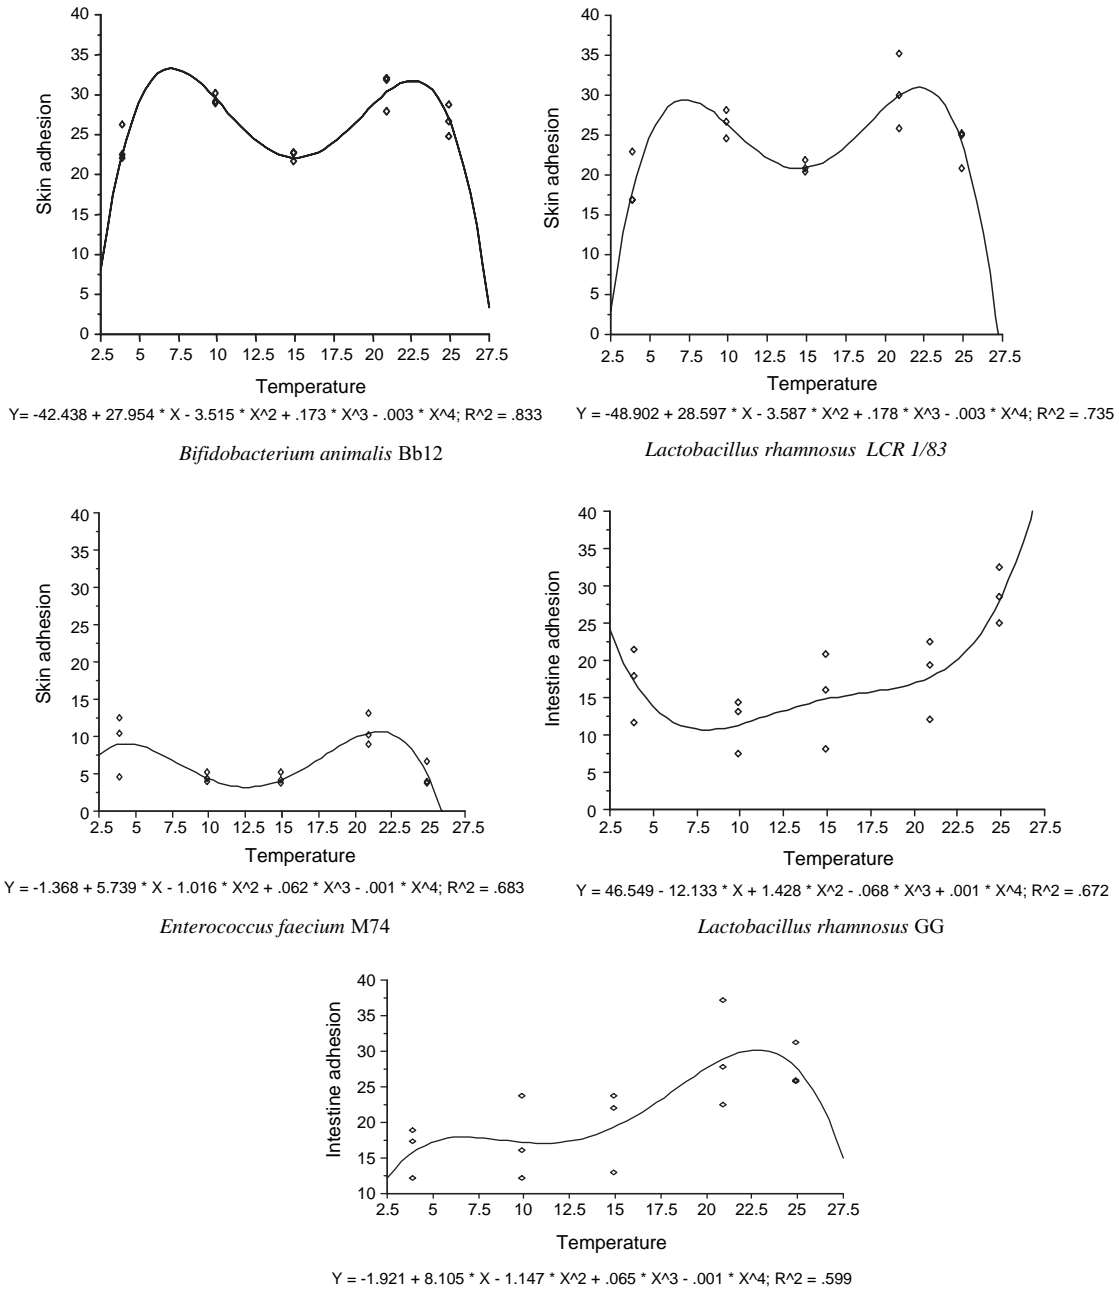 40
35
30
25
20
15
10
5
0
Skin adhesion
2.5 5 7.5 10 12.5 15 17.5 20 22.5 25 27.5
Temperature
Y= -42.438 + 27.954 * X - 3.515 * X^2 + .173 * X^3 - .003 * X^4; R^2 = .833
Bifidobacterium animalis Bb12
40
35
30
25
20
15
10
5
0
Skin adhesion
2.5 5 7.5 10 12.5 15 17.5 20 22.5 25 27.5
Temperature
Y = -48.902 + 28.597 * X - 3.587 * X^2 + .178 * X^3 - .003 * X^4; R^2 = .735
Lactobacillus rhamnosus LCR 1/83
40
35
30
25
20
15
10
5
0
Skin adhesion
2.5 5 7.5 10 12.5 15 17.5 20 22.5 25 27.5
Temperature
Y = -1.368 + 5.739 * X - 1.016 * X^2 + .062 * X^3 - .001 * X^4; R^2 = .683
Enterococcus faecium M74
40
35
30
25
20
15
10
5
0
Intestine adhesion
2.5 5 7.5 10 12.5 15 17.5 20 22.5 25 27.5
Temperature
Y = 46.549 - 12.133 * X + 1.428 * X^2 - .068 * X^3 + .001 * X^4; R^2 = .672
Lactobacillus rhamnosus GG
40
35
30
25
20
15
10
Intestine adhesion
2.5 5 7.5 10 12.5 15 17.5 20 22.5 25 27.5
Temperature
Y = -1.921 + 8.105 * X - 1.147 * X^2 + .065 * X^3 - .001 * X^4; R^2 = .599